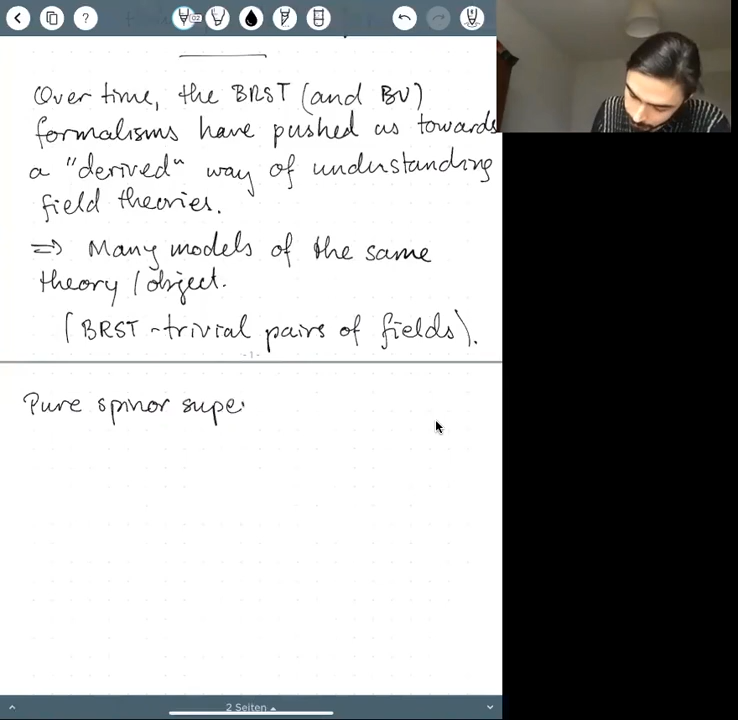 Over time, the BRST (and BV)
formalisms have pushed us towards
a "derived" way of understanding
field theories.
=> Many models of the same
theory / object.
(BRST-trivial pairs of fields).
-1-
Pure spinor supe
2 Seiten